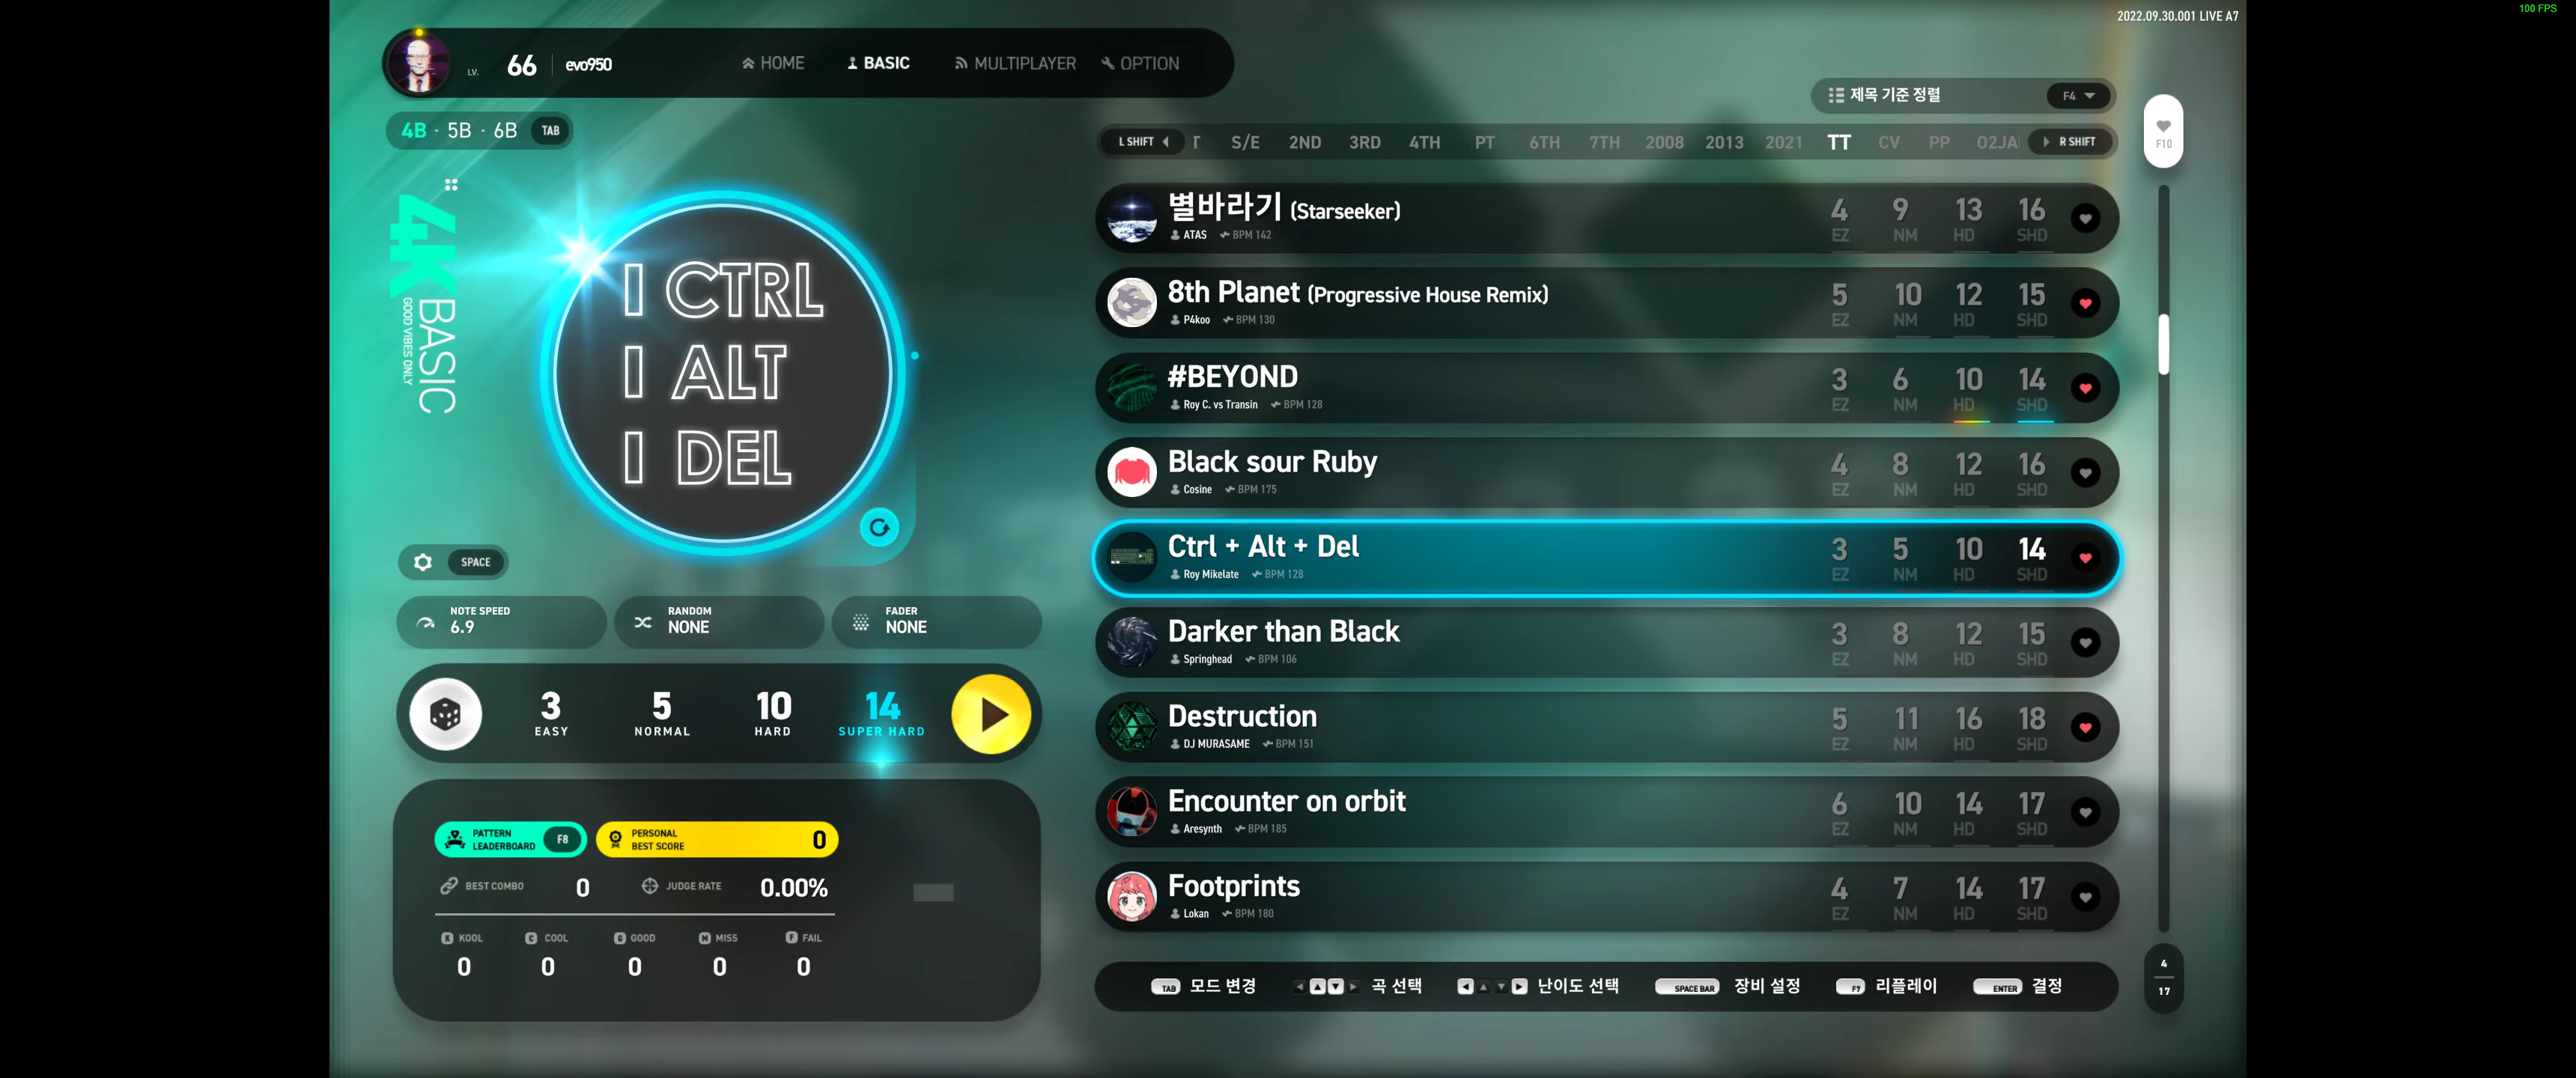 100 FPS
2022.09.30.001 LIVE A7
LV. 66 evo950
HOME BASIC MULTIPLAYER OPTION
4B · 5B · 6B TAB
4K BASIC
GOOD VIBES ONLY
I CTRL
I ALT
I DEL
SPACE
NOTE SPEED
6.9
RANDOM
NONE
FADER
NONE
3 5 10 14
EASY NORMAL HARD SUPER HARD
PATTERN
LEADERBOARD F8
PERSONAL
BEST SCORE 0
BEST COMBO 0 JUDGE RATE 0.00%
K KOOL C COOL G GOOD M MISS F FAIL
0 0 0 0 0
제목 기준 정렬 F4
F10
L SHIFT S/E 2ND 3RD 4TH PT 6TH 7TH 2008 2013 2021 TT CV PP O2JA R SHIFT
별바라기 (Starseeker)
ATAS BPM 142
4 9 13 16
EZ NM HD SHD
8th Planet (Progressive House Remix)
P4koo BPM 130
5 10 12 15
EZ NM HD SHD
#BEYOND
Roy C. vs Transin BPM 128
3 6 10 14
EZ NM HD SHD
Black sour Ruby
Cosine BPM 175
4 8 12 16
EZ NM HD SHD
Ctrl + Alt + Del
Roy Mikelate BPM 128
3 5 10 14
EZ NM HD SHD
Darker than Black
Springhead BPM 106
3 8 12 15
EZ NM HD SHD
Destruction
DJ MURASAME BPM 151
5 11 16 18
EZ NM HD SHD
Encounter on orbit
Aresynth BPM 185
6 10 14 17
EZ NM HD SHD
Footprints
Lokan BPM 180
4 7 14 17
EZ NM HD SHD
TAB 모드 변경 곡 선택 난이도 선택 SPACE BAR 장비 설정 F7 리플레이 ENTER 결정
4
17